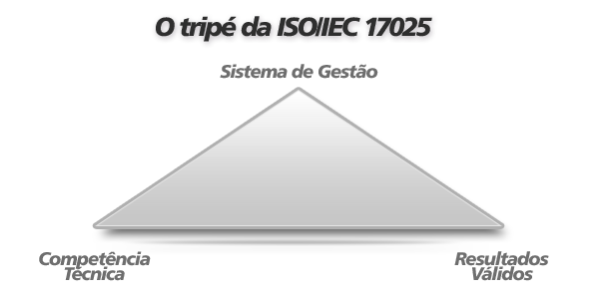 O tripé da ISO/IEC 17025
Sistema de Gestão
Competência
Técnica
Resultados
Válidos